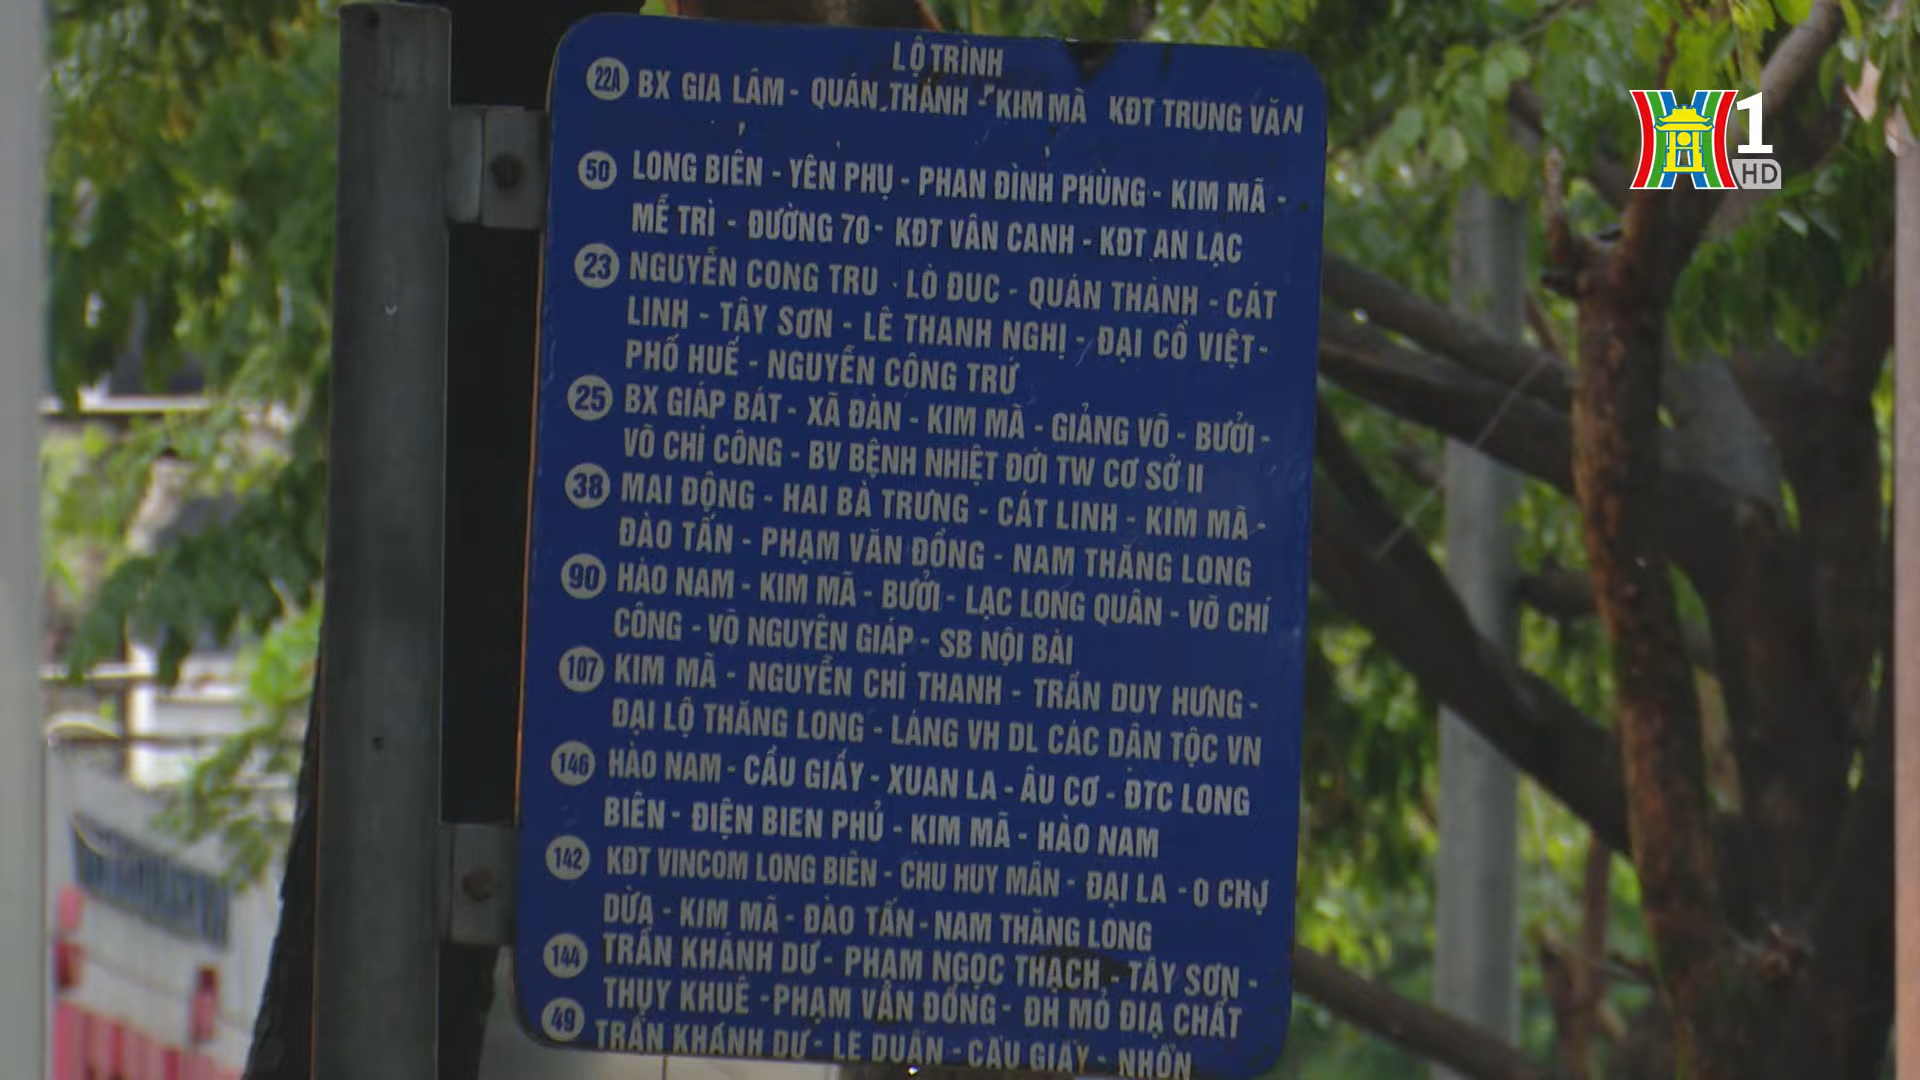 LỘ TRÌNH
22A BX GIA LÂM - QUÁN THÁNH - KIM MÃ KĐT TRUNG VĂN
50 LONG BIÊN - YÊN PHỤ - PHAN ĐÌNH PHÙNG - KIM MÃ -
MỄ TRÌ - ĐƯỜNG 70 - KĐT VÂN CANH - KĐT AN LẠC
23 NGUYỄN CONG TRU - LÒ ĐUC - QUÁN THÀNH - CÁT
LINH - TÂY SƠN - LÊ THANH NGHỊ - ĐẠI CỒ VIỆT -
PHỐ HUẾ - NGUYỄN CÔNG TRỨ
25 BX GIÁP BÁT - XÃ ĐÀN - KIM MÃ - GIẢNG VÕ - BƯỞI -
VÕ CHÍ CÔNG - BV BỆNH NHIỆT ĐỚI TW CƠ SỞ II
38 MAI ĐỘNG - HAI BÀ TRƯNG - CÁT LINH - KIM MÃ -
ĐÀO TẤN - PHẠM VĂN ĐỒNG - NAM THĂNG LONG
90 HÀO NAM - KIM MÃ - BƯỞI - LẠC LONG QUÂN - VÕ CHÍ
CÔNG - VÕ NGUYÊN GIÁP - SB NỘI BÀI
107 KIM MÃ - NGUYỄN CHÍ THANH - TRẦN DUY HƯNG -
ĐẠI LỘ THĂNG LONG - LÁNG VH DL CÁC DÂN TỘC VN
146 HÀO NAM - CẦU GIẤY - XUAN LA - ÂU CƠ - ĐTC LONG
BIÊN - ĐIỆN BIEN PHỦ - KIM MÃ - HÀO NAM
142 KĐT VINCOM LONG BIÊN - CHU HUY MÂN - ĐẠI LA - O CHỢ
DỪA - KIM MÃ - ĐÀO TẤN - NAM THĂNG LONG
144 TRẦN KHÁNH DƯ - PHẠM NGỌC THẠCH - TÂY SƠN -
THỤY KHUÊ - PHẠM VĂN ĐỒNG - ĐH MỎ ĐỊA CHẤT
49 TRẦN KHÁNH DƯ - LÊ DUẨN - CẦU GIẤY - NHỔN
1
HD